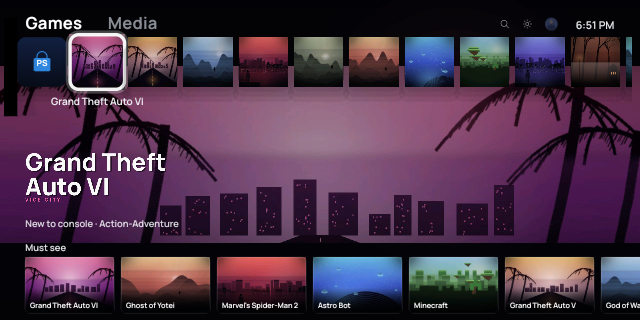 Games Media
6:51 PM
PS
Grand Theft Auto VI
Grand Theft
Auto VI
VICE CITY
New to console · Action-Adventure
Must see
Grand Theft Auto VI
Ghost of Yotei
Marvel's Spider-Man 2
Astro Bot
Minecraft
Grand Theft Auto V
God of Wa